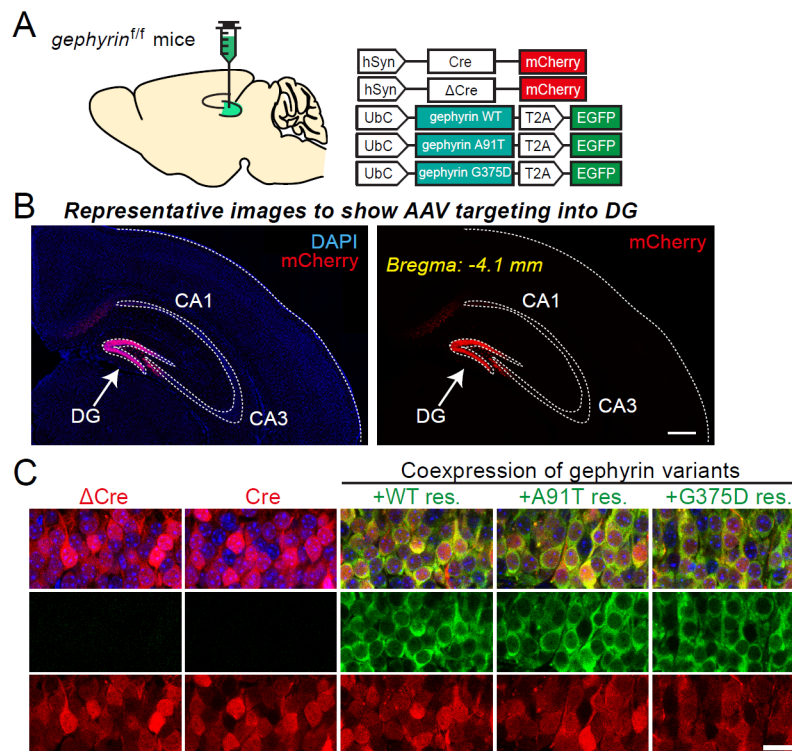 A
gephyrin^f/f mice
hSyn Cre mCherry
hSyn ΔCre mCherry
UbC gephyrin WT T2A EGFP
UbC gephyrin A91T T2A EGFP
UbC gephyrin G375D T2A EGFP
B Representative images to show AAV targeting into DG
DAPI
mCherry
CA1
DG
CA3
mCherry
Bregma: -4.1 mm
CA1
DG
CA3
C
Coexpression of gephyrin variants
ΔCre Cre +WT res. +A91T res. +G375D res.